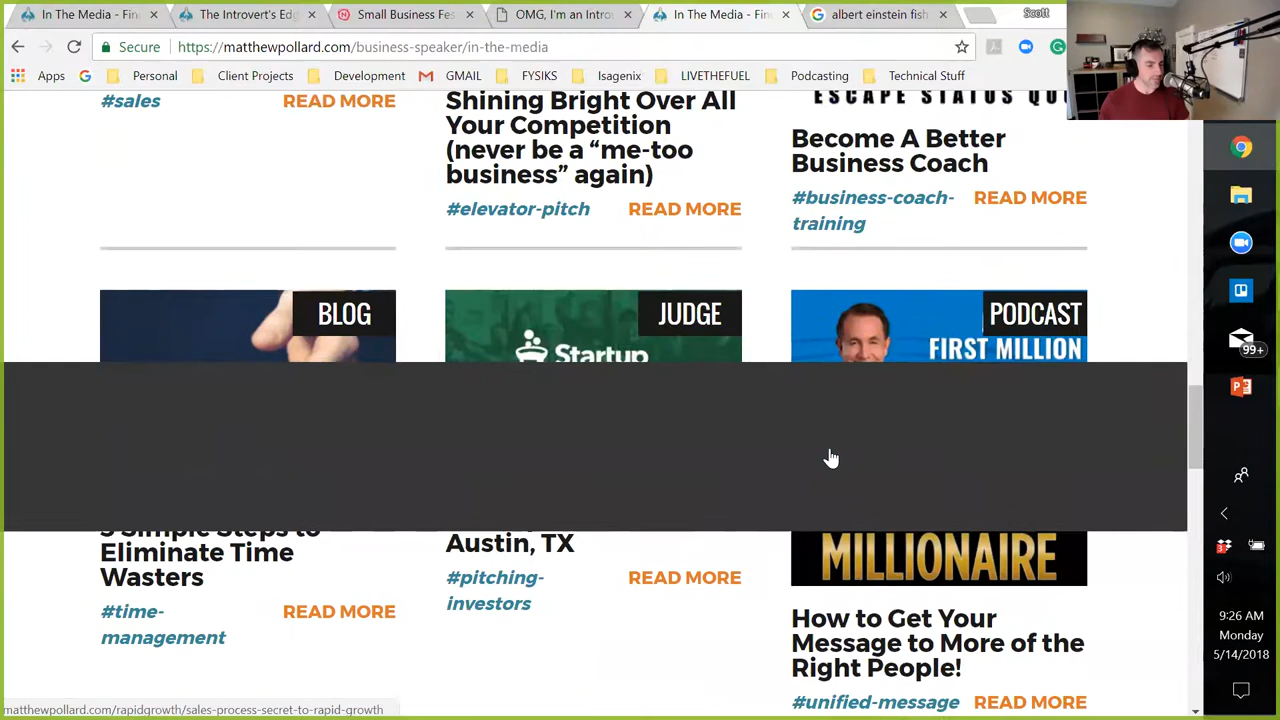 In The Media - Fin
The Introvert's Ed
Small Business Fes
OMG, I'm an Intro
In The Media - Fin
albert einstein fish
Scott
Secure
https://matthewpollard.com/business-speaker/in-the-media
Apps
Personal
Client Projects
Development
GMAIL
FYSIKS
Isagenix
LIVETHEFUEL
Podcasting
Technical Stuff
#sales
READ MORE
Shining Bright Over All
Your Competition
(never be a “me-too
business” again)
#elevator-pitch
READ MORE
ESCAPE STATUS QU
Become A Better
Business Coach
#business-coach-
training
READ MORE
BLOG
JUDGE
Startup
PODCAST
FIRST MILLION
3 Simple Steps to
Eliminate Time
Wasters
#time-
management
READ MORE
Austin, TX
#pitching-
investors
READ MORE
MILLIONAIRE
How to Get Your
Message to More of the
Right People!
#unified-message
READ MORE
matthewpollard.com/rapidgrowth/sales-process-secret-to-rapid-growth
99+
9:26 AM
Monday
5/14/2018